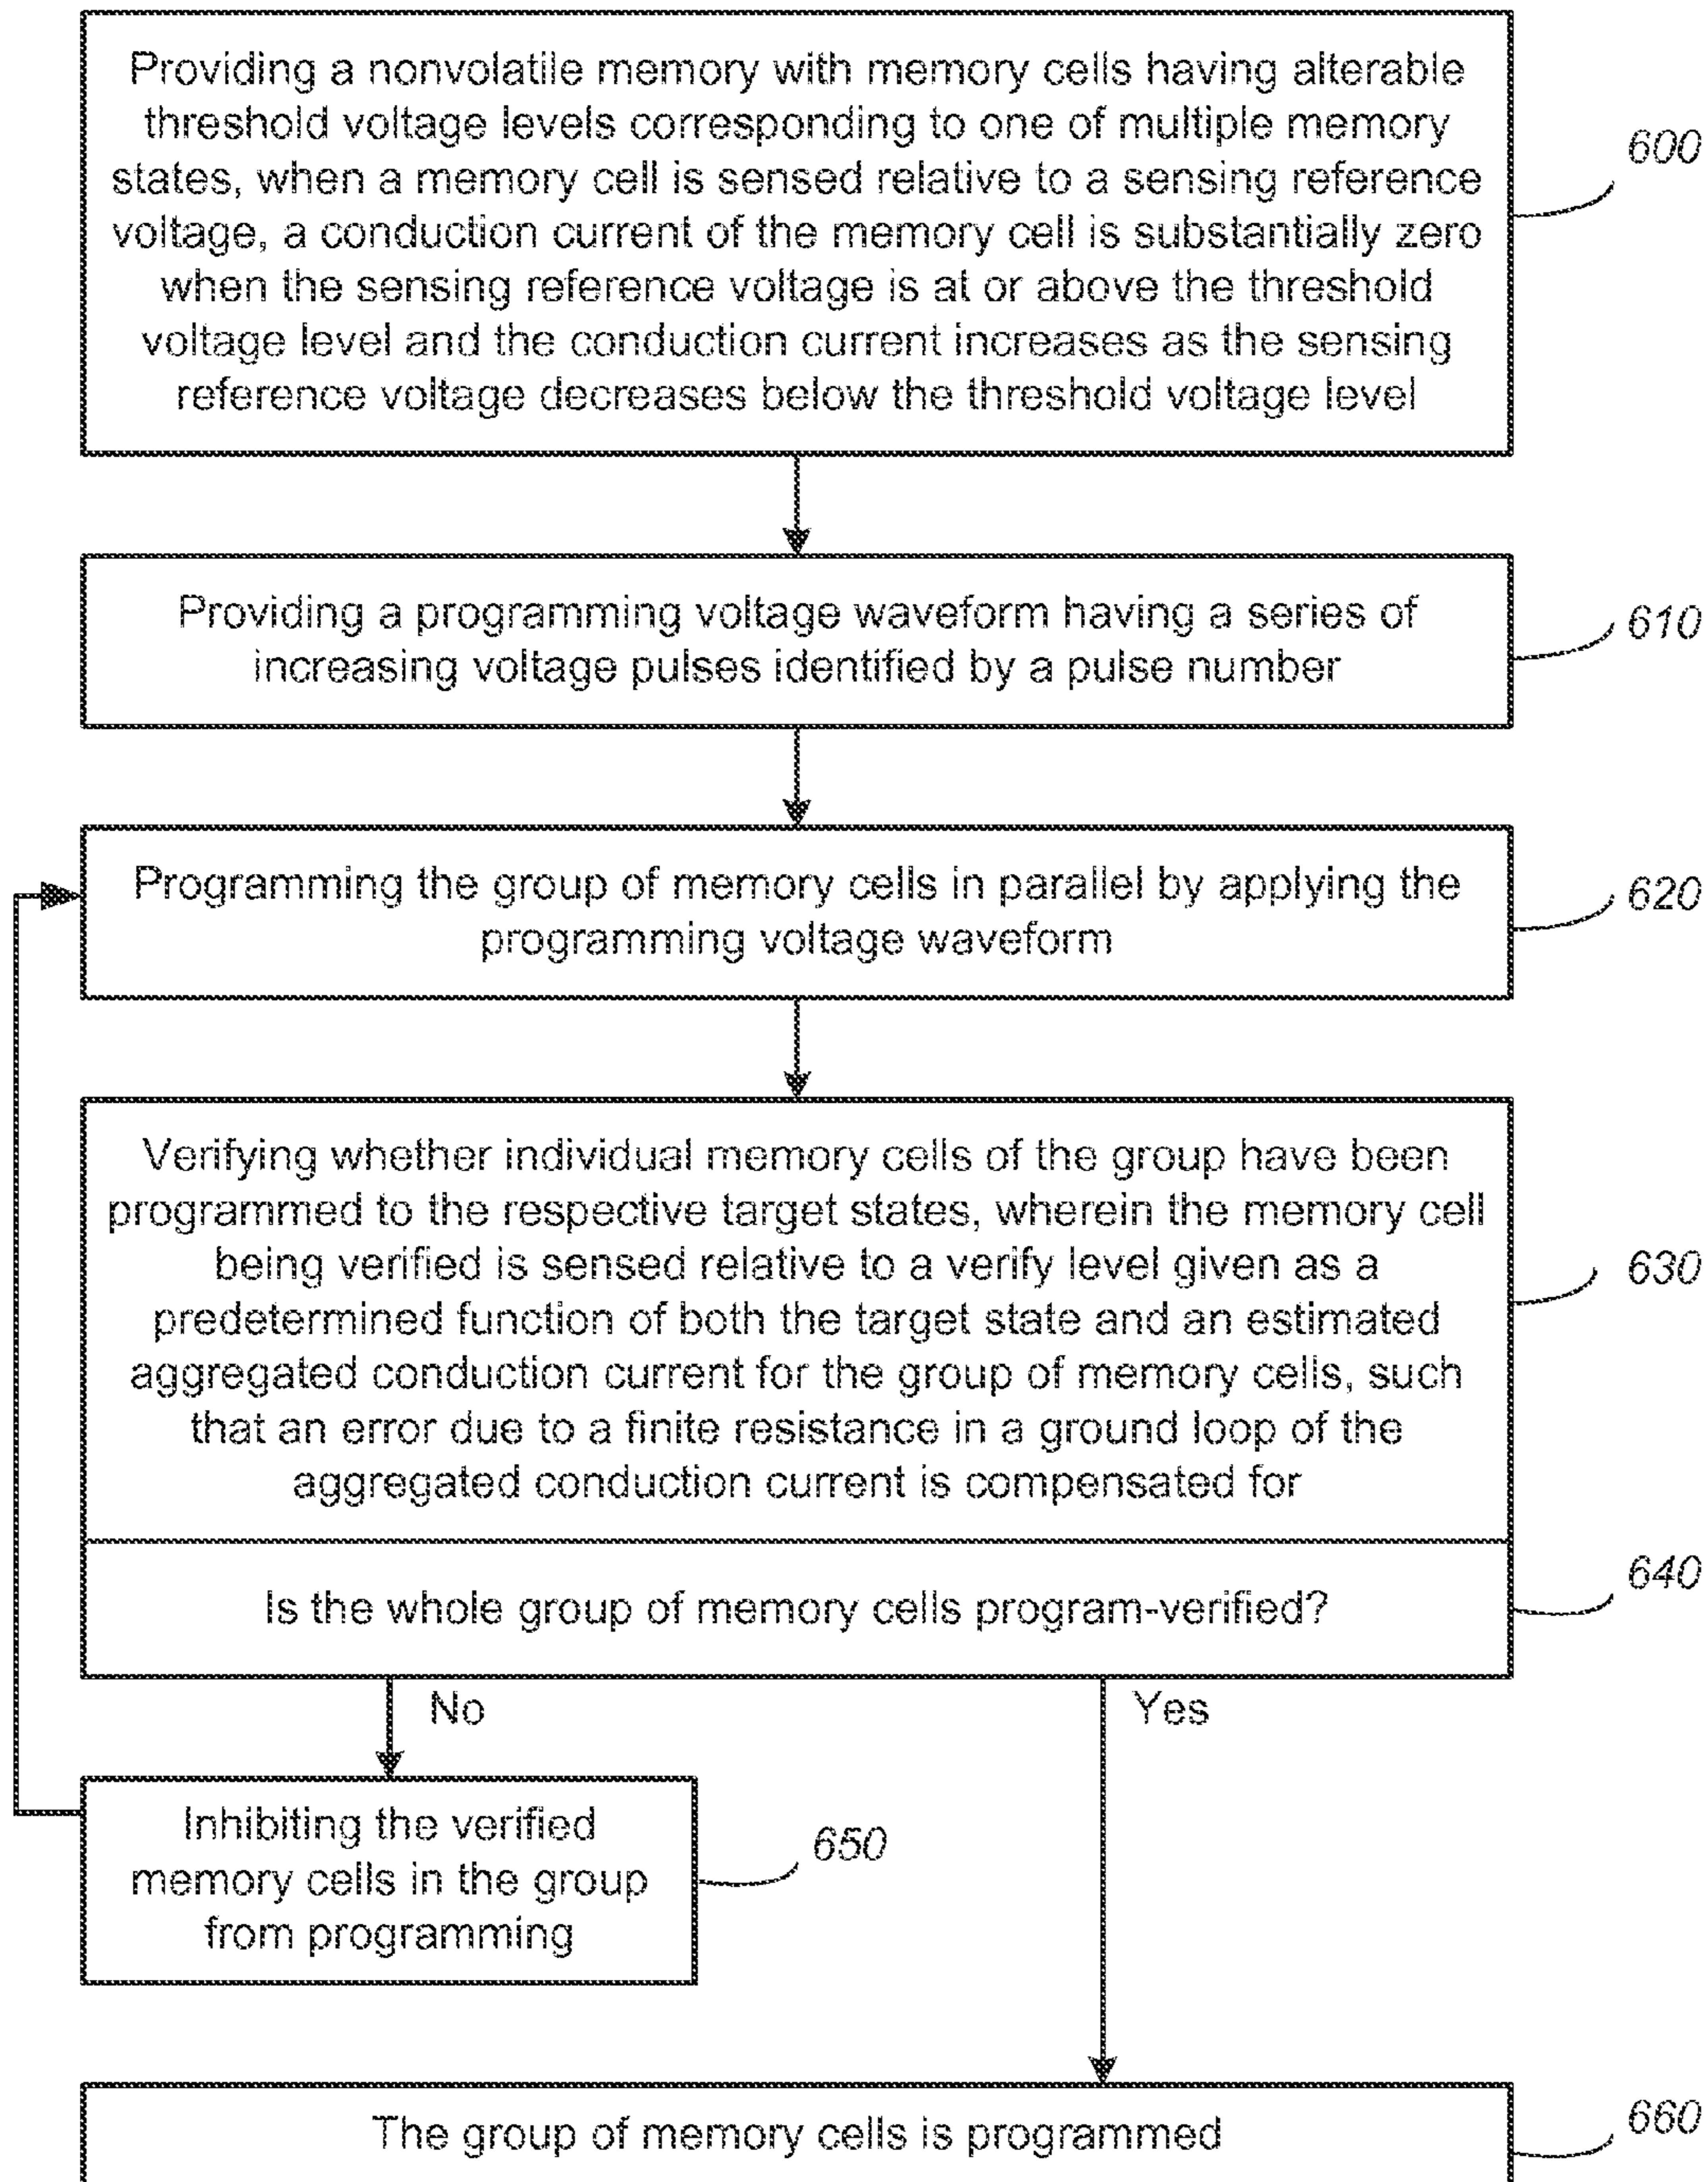 Providing a nonvolatile memory with memory cells having alterable
threshold voltage levels corresponding to one of multiple memory
states, when a memory cell is sensed relative to a sensing reference
voltage, a conduction current of the memory cell is substantially zero
when the sensing reference voltage is at or above the threshold
voltage level and the conduction current increases as the sensing
reference voltage decreases below the threshold voltage level
600
Providing a programming voltage waveform having a series of
increasing voltage pulses identified by a pulse number
610
Programming the group of memory cells in parallel by applying the
programming voltage waveform
620
Verifying whether individual memory cells of the group have been
programmed to the respective target states, wherein the memory cell
being verified is sensed relative to a verify level given as a
predetermined function of both the target state and an estimated
aggregated conduction current for the group of memory cells, such
that an error due to a finite resistance in a ground loop of the
aggregated conduction current is compensated for
630
Is the whole group of memory cells program-verified?
640
No
Yes
Inhibiting the verified
memory cells in the group
from programming
650
The group of memory cells is programmed
660